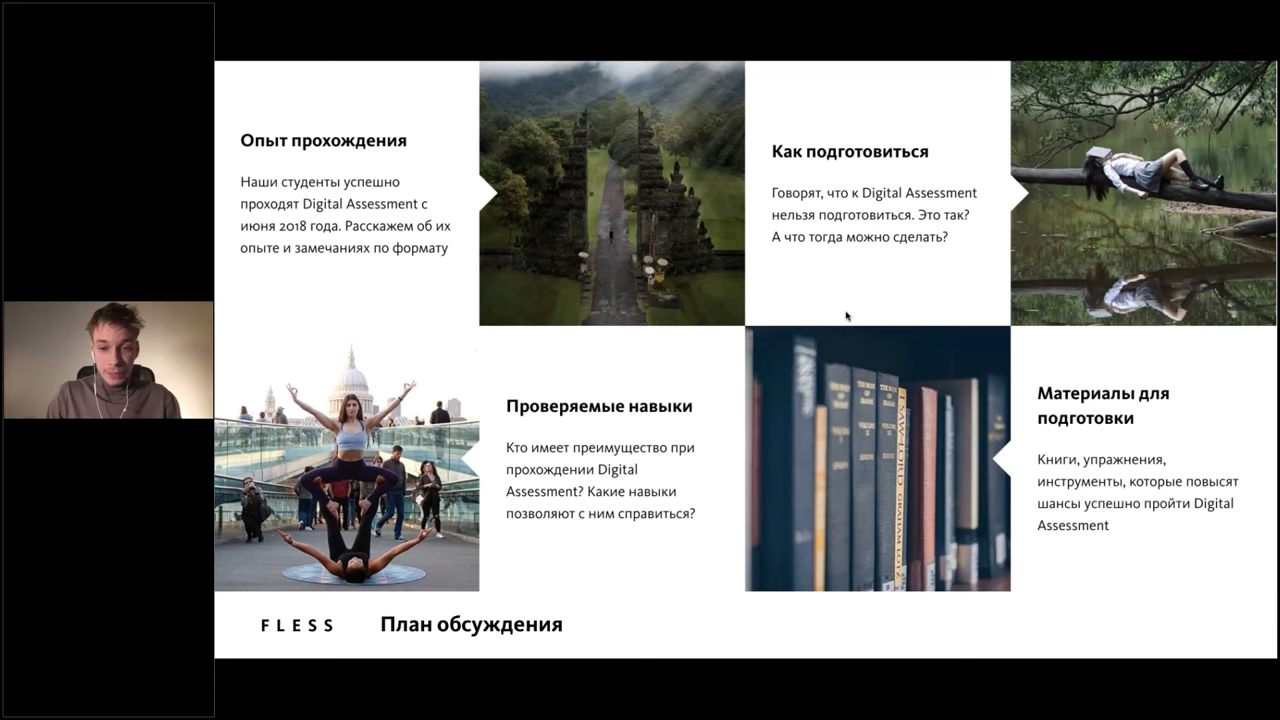 Опыт прохождения
Наши студенты успешно
проходят Digital Assessment с
июня 2018 года. Расскажем об их
опыте и замечаниях по формату
Как подготовиться
Говорят, что к Digital Assessment
нельзя подготовиться. Это так?
А что тогда можно сделать?
Проверяемые навыки
Кто имеет преимущество при
прохождении Digital
Assessment? Какие навыки
позволяют с ним справиться?
Материалы для
подготовки
Книги, упражнения,
инструменты, которые повысят
шансы успешно пройти Digital
Assessment
FLESS
План обсуждения